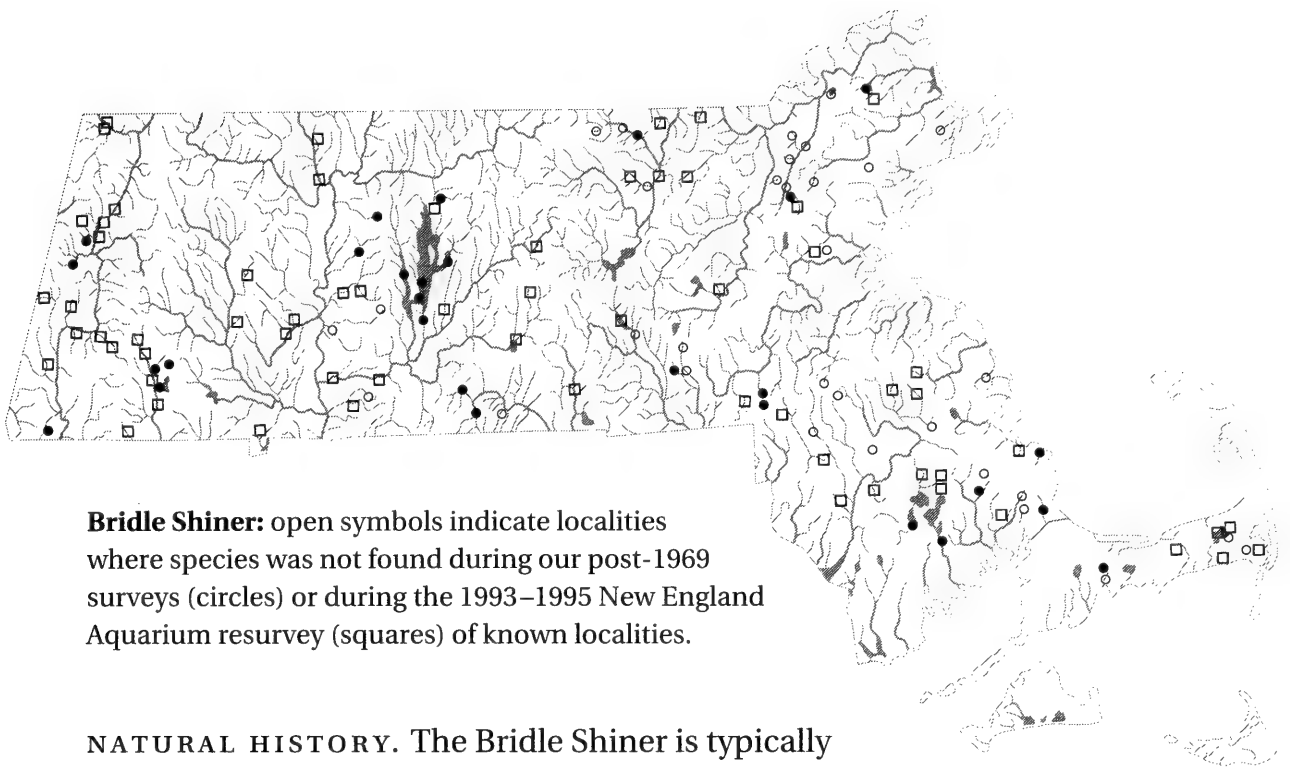 Bridle Shiner: open symbols indicate localities
where species was not found during our post-1969
surveys (circles) or during the 1993–1995 New England
Aquarium resurvey (squares) of known localities.
NATURAL HISTORY. The Bridle Shiner is typically